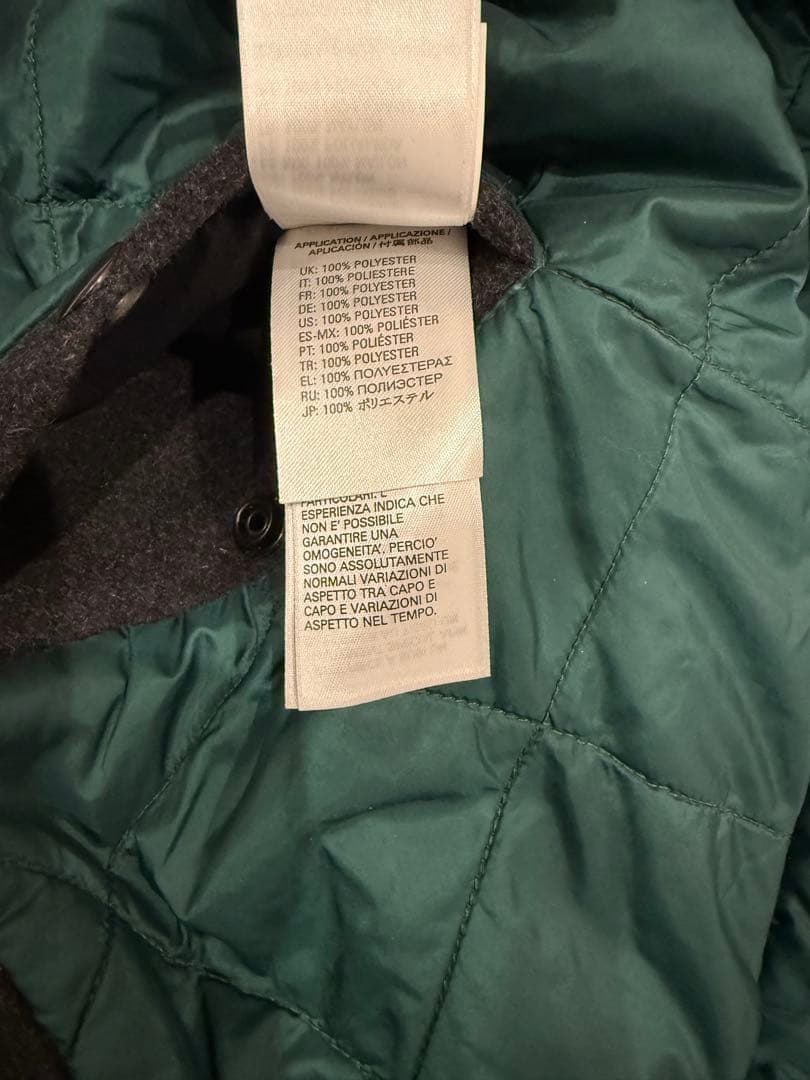 APPLICATION / APPLICAZIONE /
APLICACIÓN / 付属部品
UK: 100% POLYESTER
IT: 100% POLIESTERE
FR: 100% POLYESTER
DE: 100% POLYESTER
US: 100% POLYESTER
ES-MX: 100% POLIÉSTER
PT: 100% POLIÉSTER
TR: 100% POLYESTER
EL: 100% ΠΟΛΥΕΣΤΕΡΑΣ
RU: 100% ПОЛИЭСТЕР
JP: 100% ポリエステル
PARTICOLARI. L'
ESPERIENZA INDICA CHE
NON E' POSSIBILE
GARANTIRE UNA
OMOGENEITA'. PERCIO'
SONO ASSOLUTAMENTE
NORMALI VARIAZIONI DI
ASPETTO TRA CAPO E
CAPO E VARIAZIONI DI
ASPETTO NEL TEMPO.